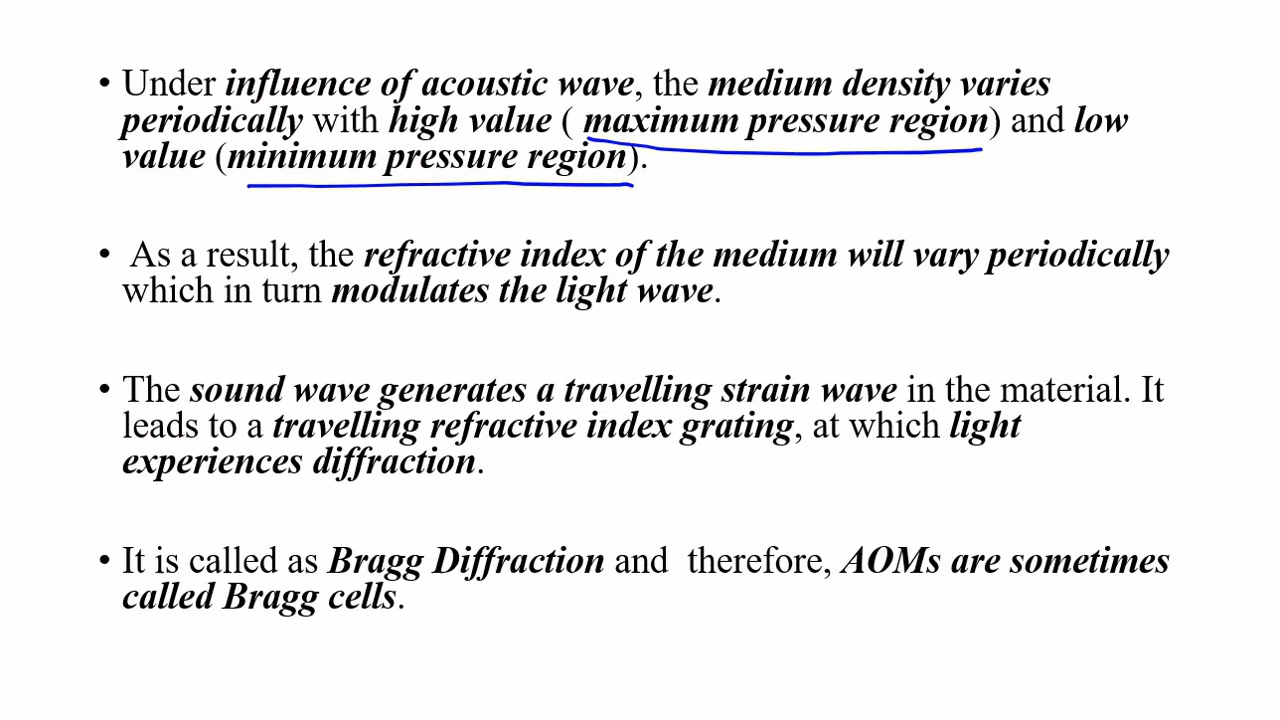 • Under influence of acoustic wave, the medium density varies
periodically with high value ( maximum pressure region) and low
value (minimum pressure region).
• As a result, the refractive index of the medium will vary periodically
which in turn modulates the light wave.
• The sound wave generates a travelling strain wave in the material. It
leads to a travelling refractive index grating, at which light
experiences diffraction.
• It is called as Bragg Diffraction and therefore, AOMs are sometimes
called Bragg cells.